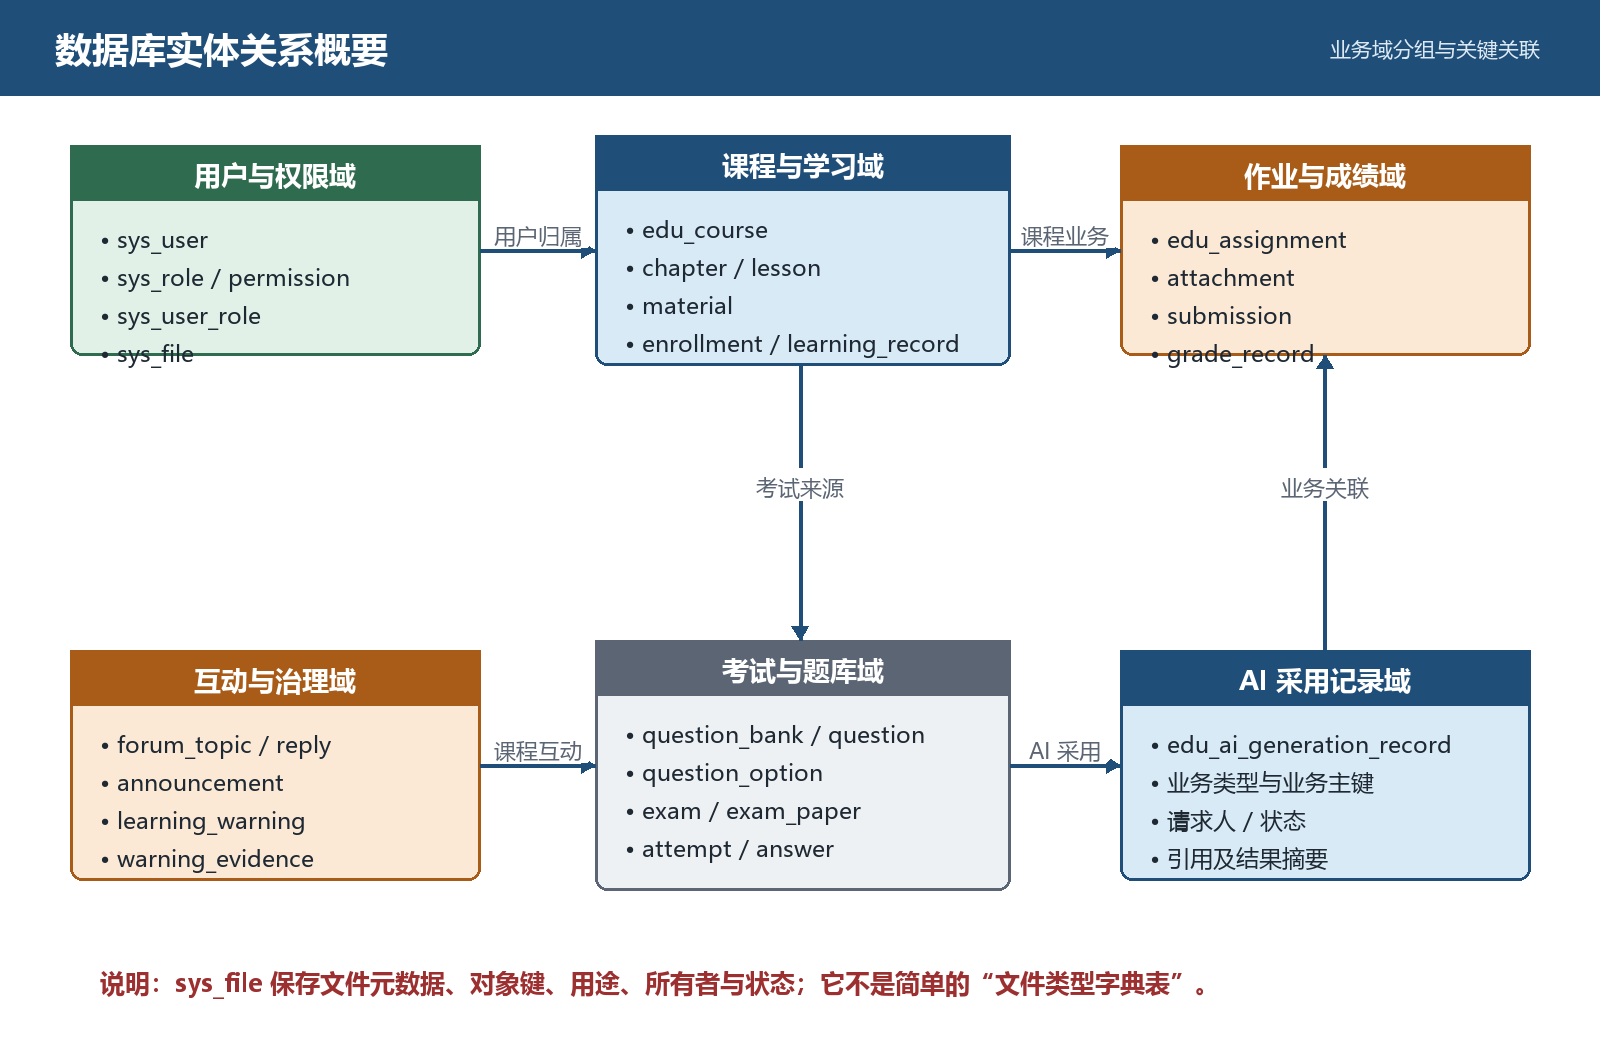 数据库实体关系概要
业务域分组与关键关联
用户与权限域
• sys_user
• sys_role / permission
• sys_user_role
• sys_file
用户归属
课程与学习域
• edu_course
• chapter / lesson
• material
• enrollment / learning_record
课程业务
作业与成绩域
• edu_assignment
• attachment
• submission
• grade_record
考试来源
业务关联
互动与治理域
• forum_topic / reply
• announcement
• learning_warning
• warning_evidence
课程互动
考试与题库域
• question_bank / question
• question_option
• exam / exam_paper
• attempt / answer
AI 采用
AI 采用记录域
• edu_ai_generation_record
• 业务类型与业务主键
• 请求人 / 状态
• 引用及结果摘要
说明：sys_file 保存文件元数据、对象键、用途、所有者与状态；它不是简单的“文件类型字典表”。